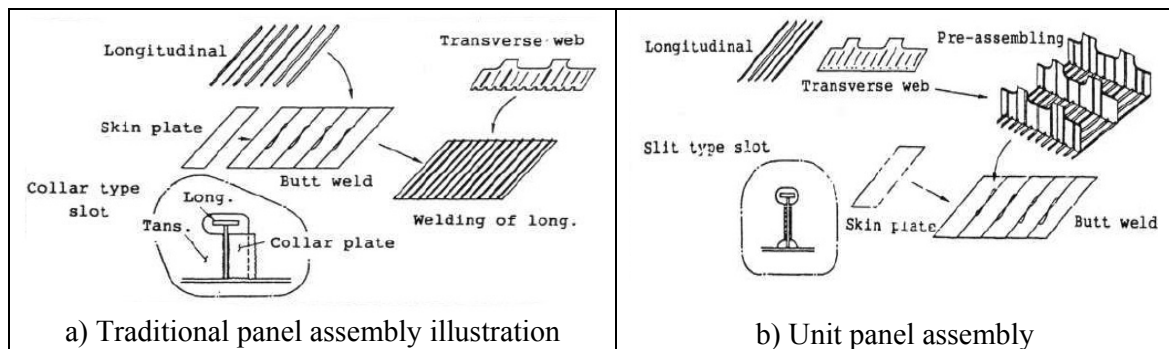 Longitudinal
Transverse web
Skin plate
Butt weld
Collar type
slot
Long.
Tans.
Collar plate
Welding of long.
a) Traditional panel assembly illustration
Longitudinal
Pre-assembling
Transverse web
Slit type slot
Skin plate
Butt weld
b) Unit panel assembly